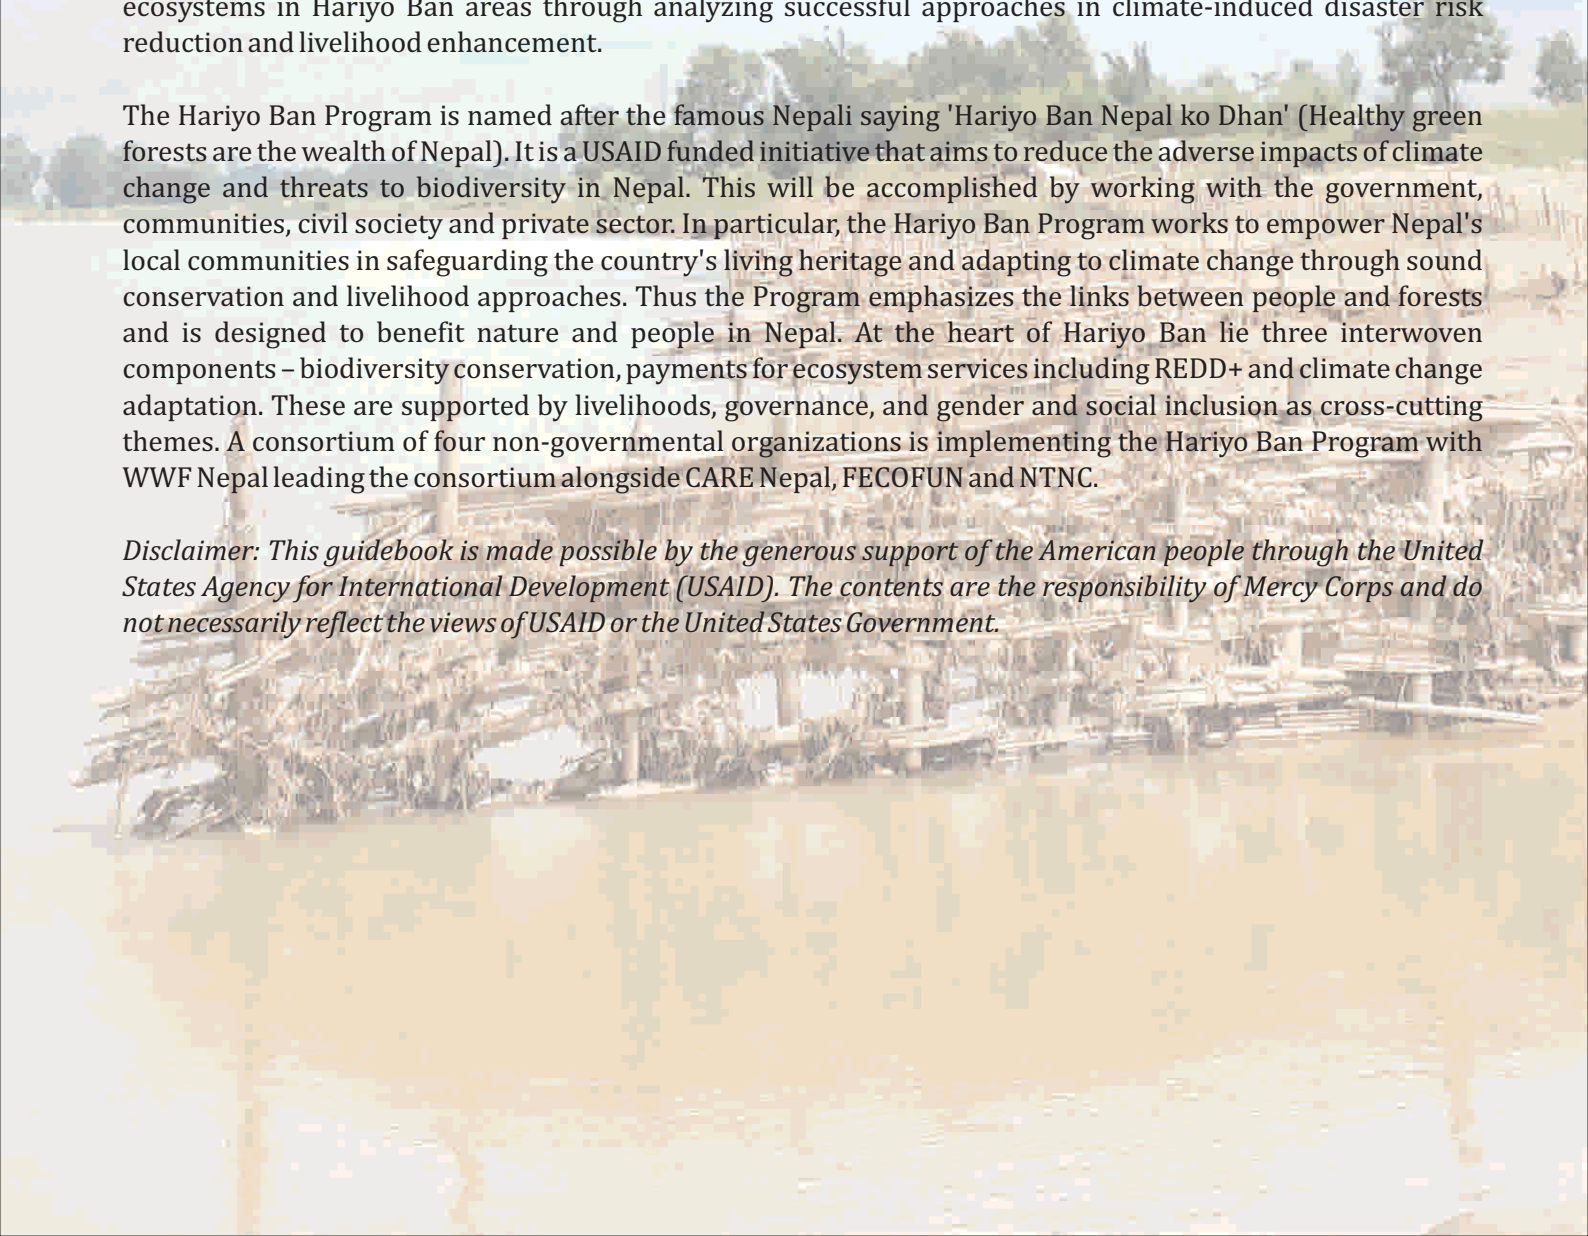 ecosystems in Hariyo Ban areas through analyzing successful approaches in climate-induced disaster risk
reduction and livelihood enhancement.
The Hariyo Ban Program is named after the famous Nepali saying 'Hariyo Ban Nepal ko Dhan' (Healthy green
forests are the wealth of Nepal). It is a USAID funded initiative that aims to reduce the adverse impacts of climate
change and threats to biodiversity in Nepal. This will be accomplished by working with the government,
communities, civil society and private sector. In particular, the Hariyo Ban Program works to empower Nepal's
local communities in safeguarding the country's living heritage and adapting to climate change through sound
conservation and livelihood approaches. Thus the Program emphasizes the links between people and forests
and is designed to benefit nature and people in Nepal. At the heart of Hariyo Ban lie three interwoven
components – biodiversity conservation, payments for ecosystem services including REDD+ and climate change
adaptation. These are supported by livelihoods, governance, and gender and social inclusion as cross-cutting
themes. A consortium of four non-governmental organizations is implementing the Hariyo Ban Program with
WWF Nepal leading the consortium alongside CARE Nepal, FECOFUN and NTNC.
Disclaimer: This guidebook is made possible by the generous support of the American people through the United
States Agency for International Development (USAID). The contents are the responsibility of Mercy Corps and do
not necessarily reflect the views of USAID or the United States Government.